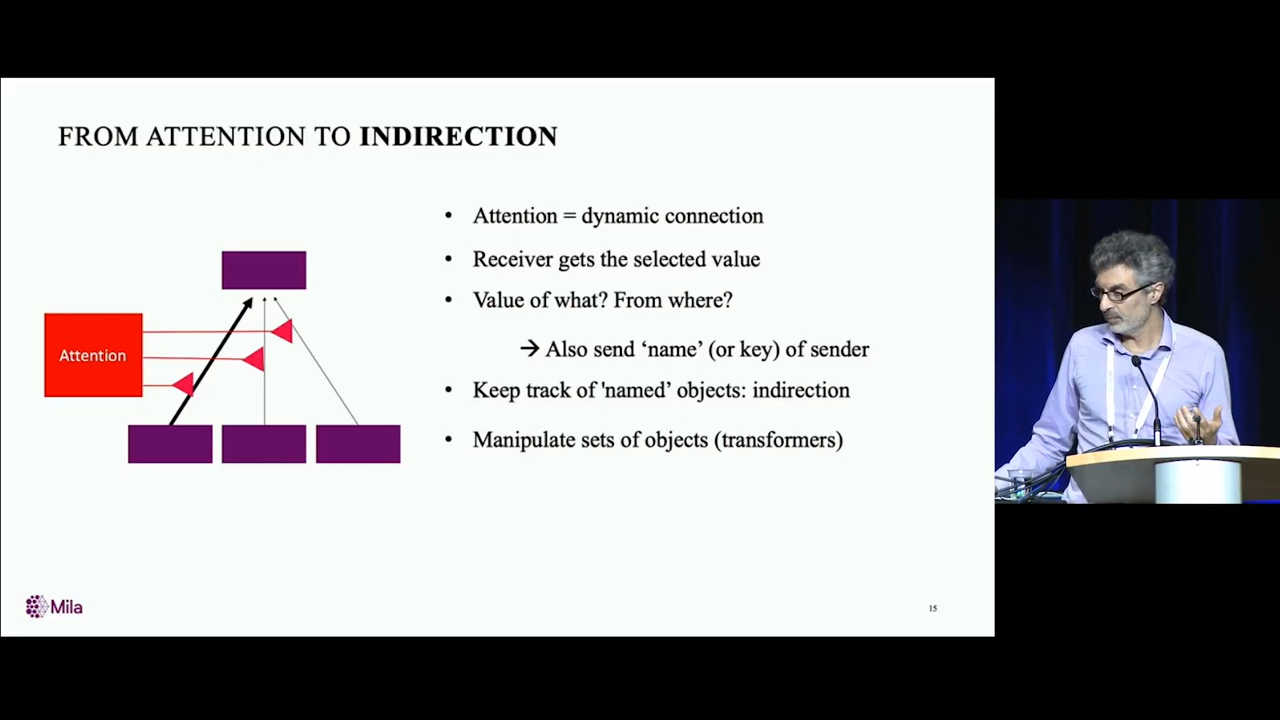 FROM ATTENTION TO INDIRECTION
• Attention = dynamic connection
• Receiver gets the selected value
• Value of what? From where?
→ Also send ‘name’ (or key) of sender
• Keep track of 'named’ objects: indirection
• Manipulate sets of objects (transformers)
Attention
Mila
15